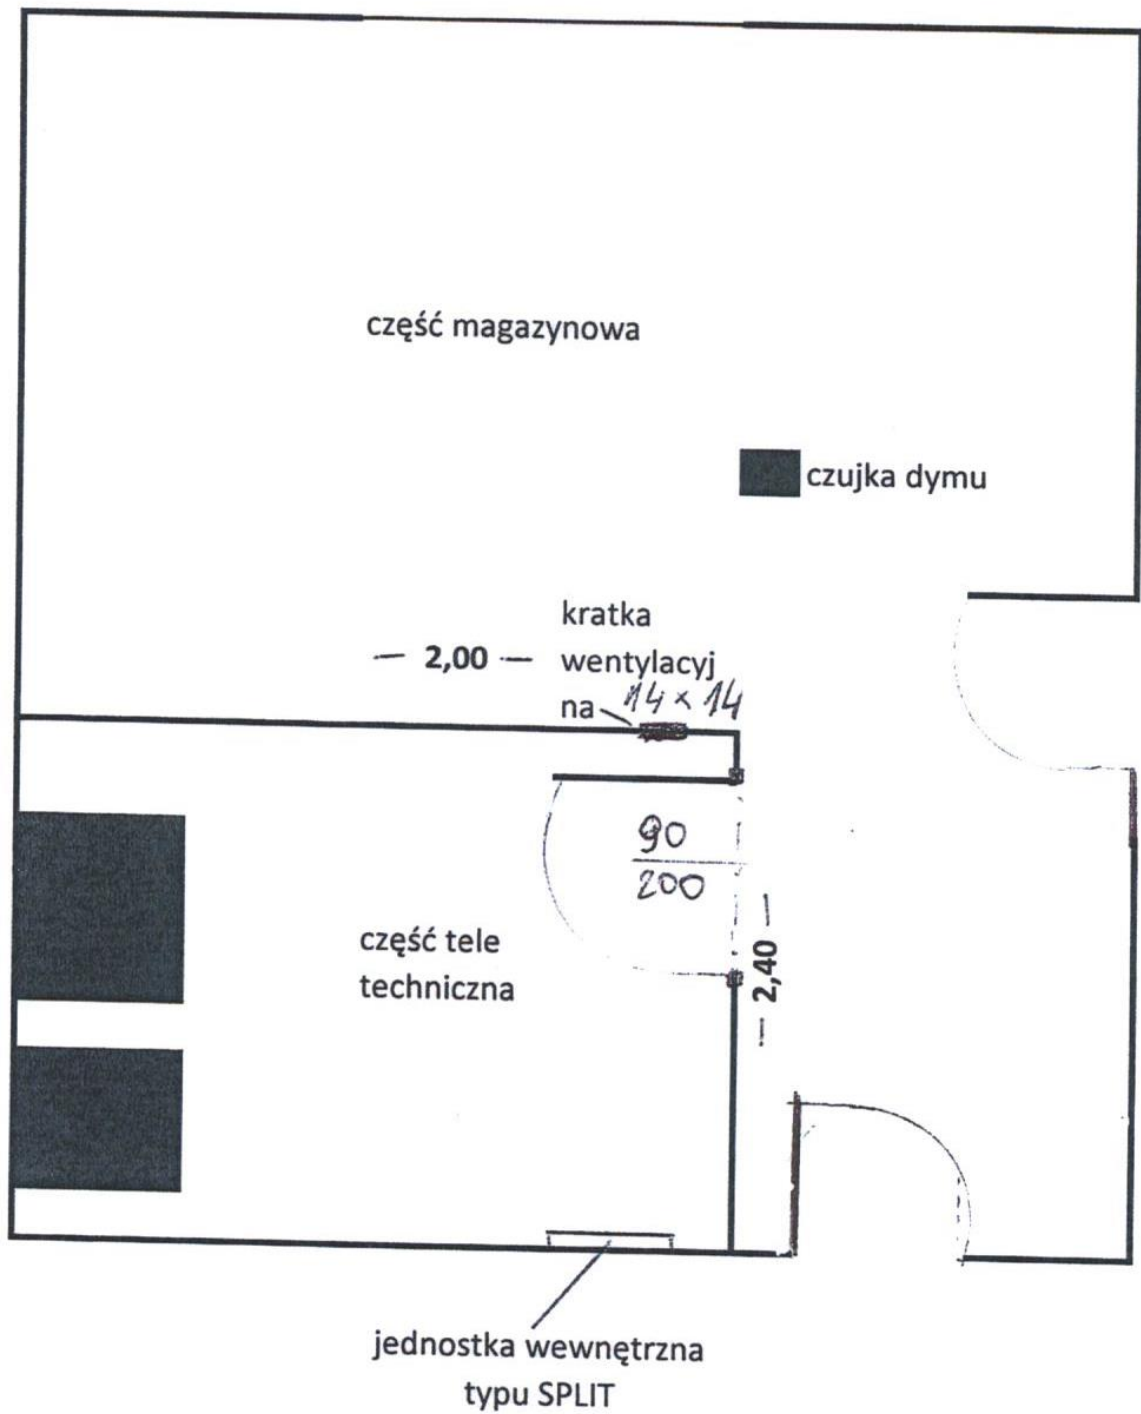 część magazynowa
czujka dymu
kratka
— 2,00 — wentylacyj
na 14 x 14
90
200
— 2,40 —
część tele
techniczna
jednostka wewnętrzna
typu SPLIT